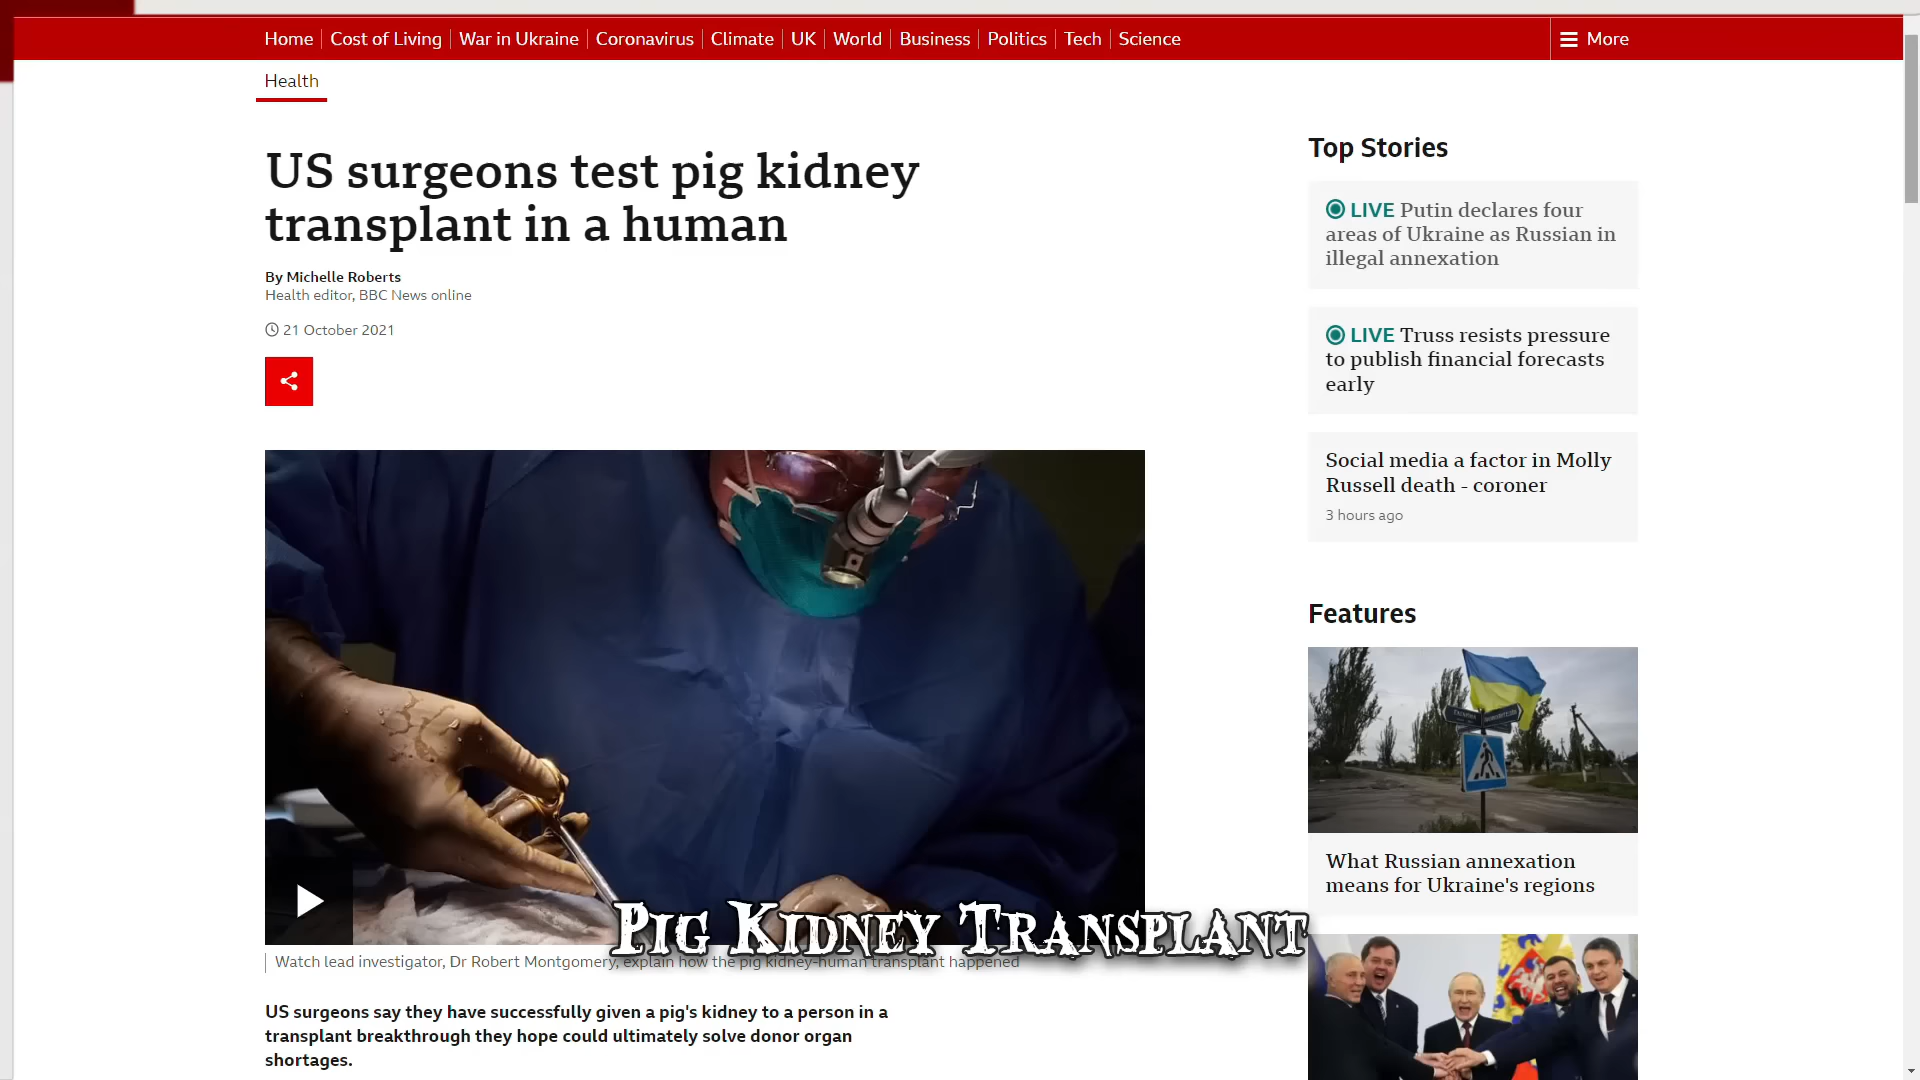 Home
Cost of Living
War in Ukraine
Coronavirus
Climate
UK
World
Business
Politics
Tech
Science
More
Health
US surgeons test pig kidney
transplant in a human
By Michelle Roberts
Health editor, BBC News online
21 October 2021
Watch lead investigator, Dr Robert Montgomery, explain how the pig kidney-human transplant happened
Pig Kidney Transplant
US surgeons say they have successfully given a pig's kidney to a person in a
transplant breakthrough they hope could ultimately solve donor organ
shortages.
Top Stories
LIVE Putin declares four
areas of Ukraine as Russian in
illegal annexation
LIVE Truss resists pressure
to publish financial forecasts
early
Social media a factor in Molly
Russell death - coroner
3 hours ago
Features
What Russian annexation
means for Ukraine's regions